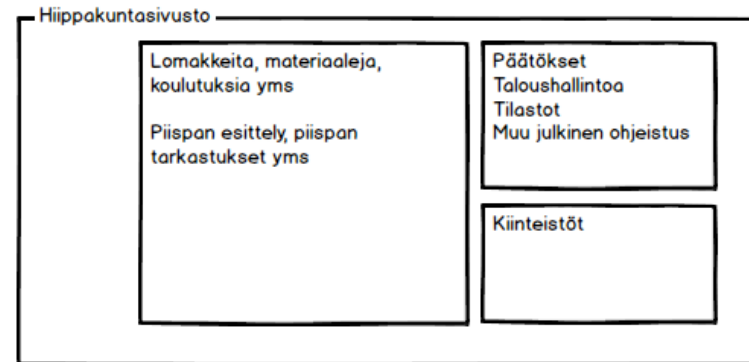 Hiippakuntasivusto
Lomakkeita, materiaaleja,
koulutuksia yms
Piispan esittely, piispan
tarkastukset yms
Päätökset
Taloushallintoa
Tilastot
Muu julkinen ohjeistus
Kiinteistöt